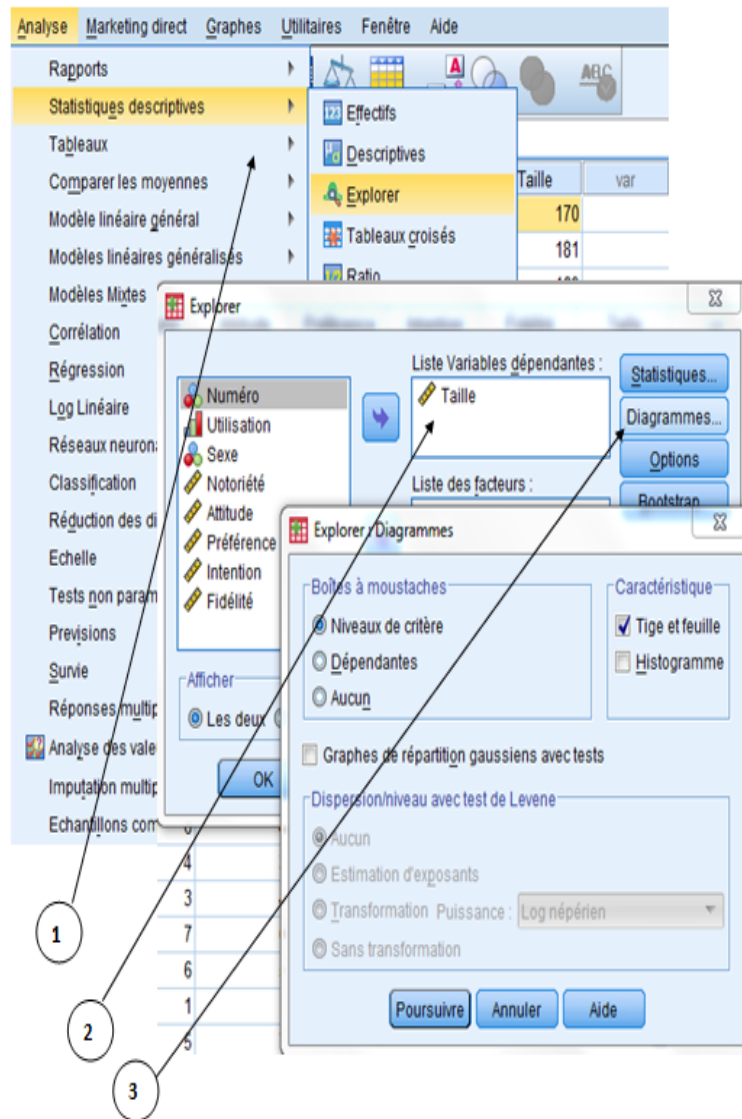 Analyse Marketing direct Graphes Utilitaires Fenêtre Aide
Rapports
Statistiques descriptives
Tableaux
Comparer les moyennes
Modèle linéaire général
Modèles linéaires généralisés
Modèles Mixtes
Corrélation
Régression
Log Linéaire
Réseaux neurona
Classification
Réduction des di
Echelle
Tests non param
Previsions
Survie
Réponses multip
Analyse des vale
Imputation multip
Echantillons com
A
ABC
123 Effectifs
Descriptives
Explorer
Tableaux croisés
1/2 Ratio
Taille var
170
181
Explorer
Numéro
Utilisation
Sexe
Notoriété
Attitude
Préférence
Intention
Fidélité
Liste Variables dépendantes :
Taille
Liste des facteurs :
Statistiques...
Diagrammes...
Options
Bootstrap...
Afficher
Les deux
OK
Explorer : Diagrammes
Boîtes à moustaches
Niveaux de critère
Dépendantes
Aucun
Caractéristique
Tige et feuille
Histogramme
Graphes de répartition gaussiens avec tests
Dispersion/niveau avec test de Levene
Aucun
Estimation d'exposants
Transformation Puissance : Log népérien
Sans transformation
Poursuivre Annuler Aide
4
3
7
6
1
5
1
2
3